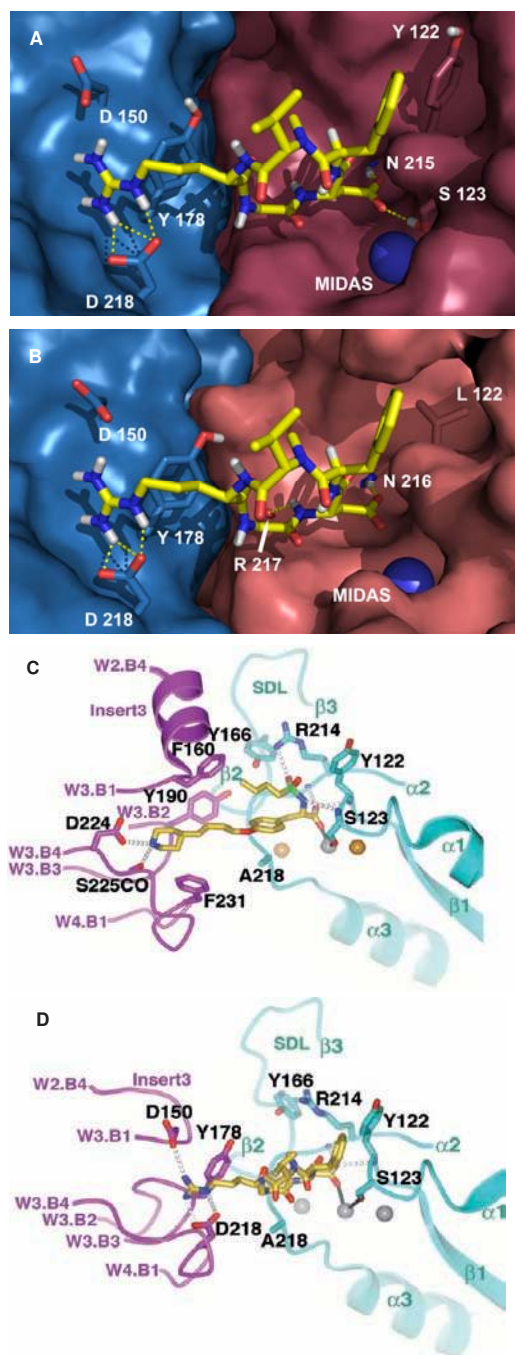 A
Y 122
D 150
N 215
S 123
Y 178
MIDAS
D 218
B
L 122
D 150
N 216
Y 178
R 217
D 218
MIDAS
C
W2.B4
SDL
β3
Insert3
Y166
R214
F160
Y122
W3.B1
β2
α2
Y190
W3.B2
S123
D224
W3.B4
α1
W3.B3
A218
S225CO
F231
β1
W4.B1
α3
D
SDL
β3
W2.B4
Insert3
Y166
D150
R214
Y122
W3.B1
Y178
β2
α2
S123
W3.B4
W3.B2
D218
A218
α1
W3.B3
W4.B1
β1
α3